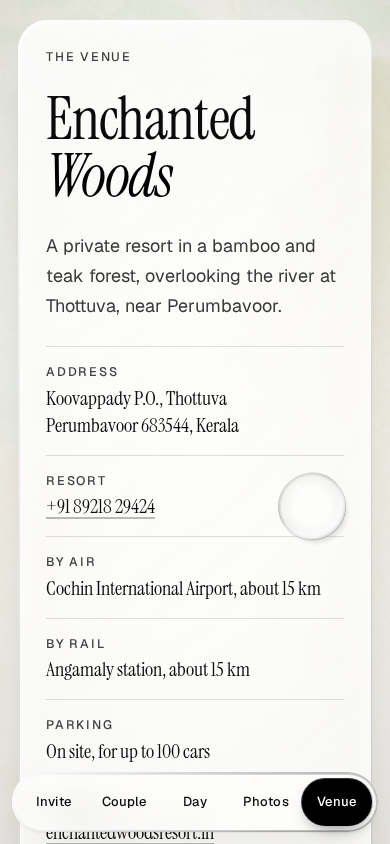 THE VENUE
Enchanted
Woods
A private resort in a bamboo and
teak forest, overlooking the river at
Thottuva, near Perumbavoor.
ADDRESS
Koovappady P.O., Thottuva
Perumbavoor 683544, Kerala
RESORT
+91 89218 29424
BY AIR
Cochin International Airport, about 15 km
BY RAIL
Angamaly station, about 15 km
PARKING
On site, for up to 100 cars
Invite Couple Day Photos Venue
enchantedwoodsresort.in